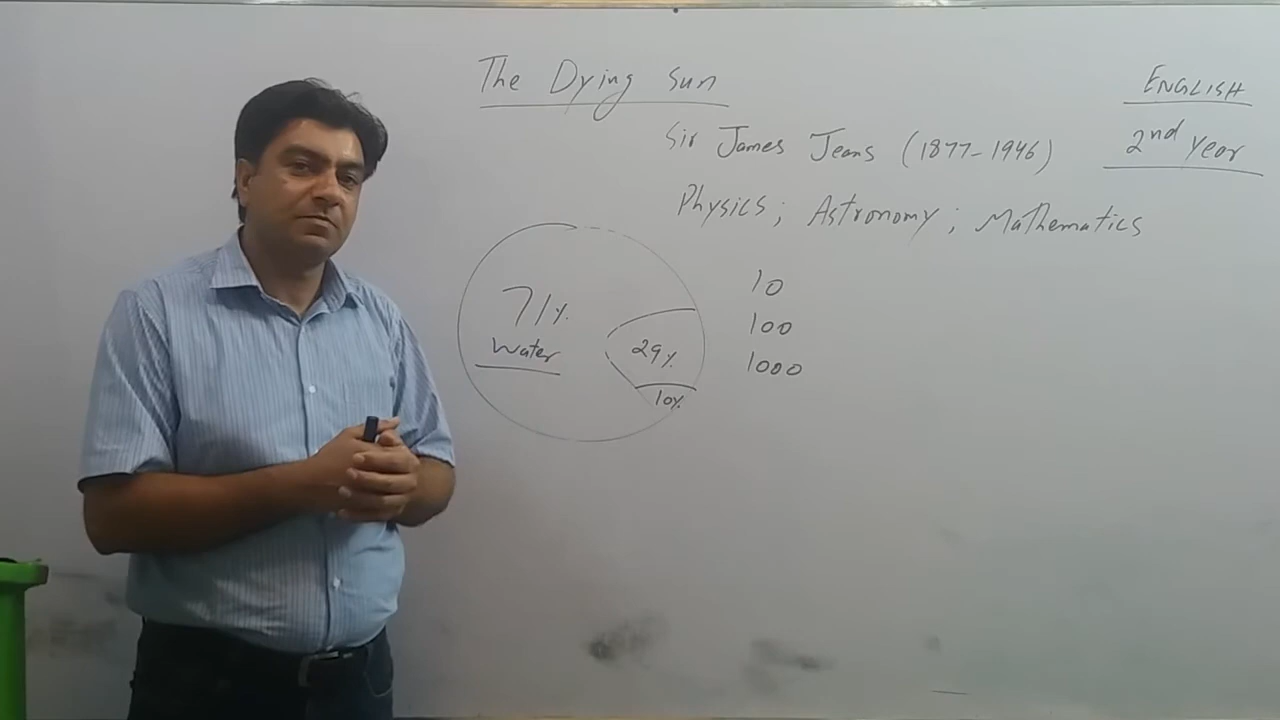 The Dying Sun
ENGLISH
2nd Year
Sir James Jeans (1877-1946)
Physics; Astronomy; Mathematics
71%
Water
29%
10%
10
100
1000